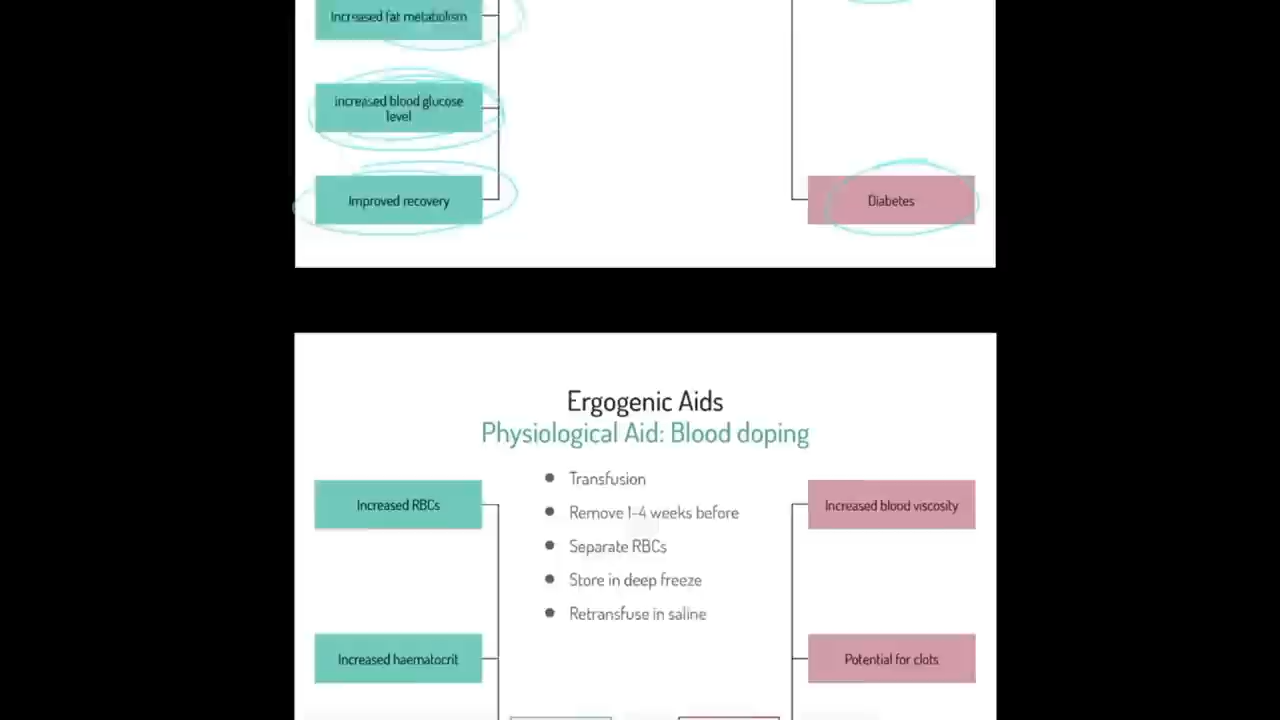 Increased fat metabolism
increased blood glucose
level
Improved recovery
Diabetes
Ergogenic Aids
Physiological Aid: Blood doping
Increased RBCs
Increased haematocrit
● Transfusion
● Remove 1-4 weeks before
● Separate RBCs
● Store in deep freeze
● Retransfuse in saline
Increased blood viscosity
Potential for clots